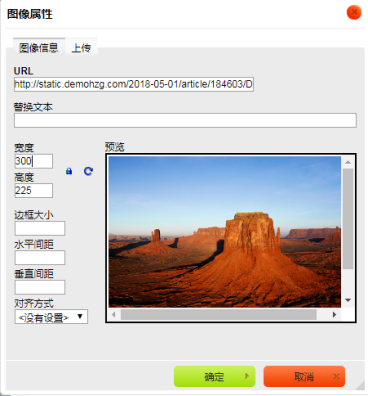 图像属性
图像信息 上传
URL
http://static.demohzg.com/2018-05-01/article/184603/D
替换文本
宽度
300
高度
225
预览
边框大小
水平间距
垂直间距
对齐方式
<没有设置>
确定 取消